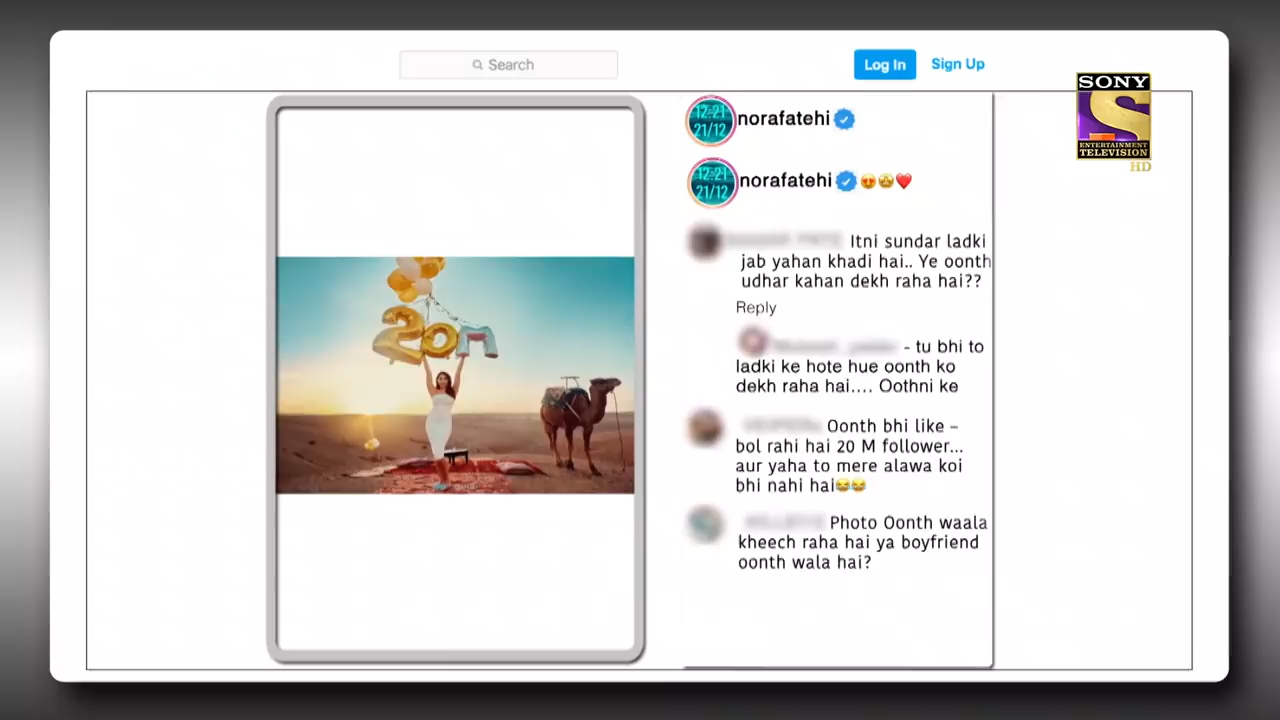 Search
Log In
Sign Up
SONY
ENTERTAINMENT
TELEVISION
HD
12:21
21/12
norafatehi
12:21
21/12
norafatehi 😍🤩❤️
Itni sundar ladki
jab yahan khadi hai.. Ye oonth
udhar kahan dekh raha hai??
Reply
- tu bhi to
ladki ke hote hue oonth ko
dekh raha hai.... Oothni ke
Oonth bhi like –
bol rahi hai 20 M follower...
aur yaha to mere alawa koi
bhi nahi hai😂😂
Photo Oonth waala
kheech raha hai ya boyfriend
oonth wala hai?
20m